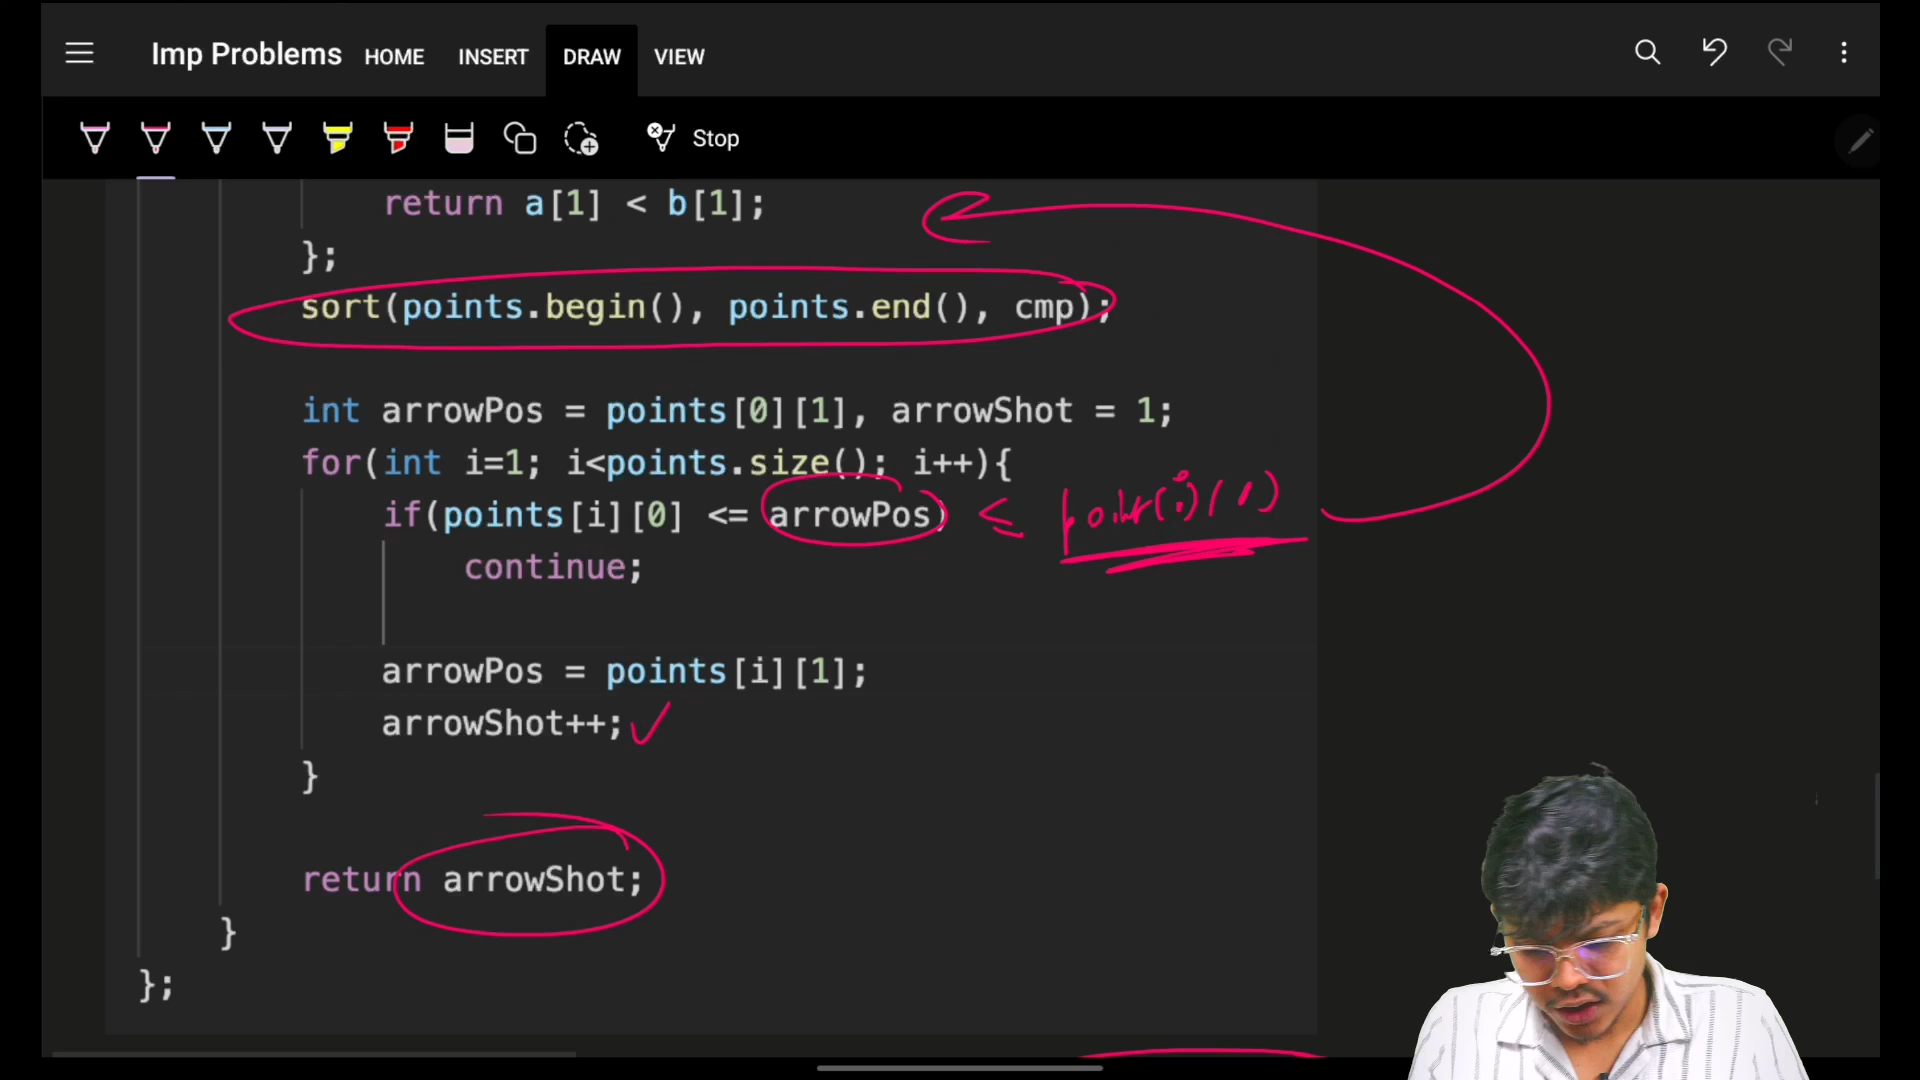 Imp Problems HOME INSERT DRAW VIEW
Stop
return a[1] < b[1];
};
sort(points.begin(), points.end(), cmp);
int arrowPos = points[0][1], arrowShot = 1;
for(int i=1; i<points.size(); i++){
if(points[i][0] <= arrowPos) ≤ point(i)(1)
continue;
arrowPos = points[i][1];
arrowShot++;
}
return arrowShot;
}
};